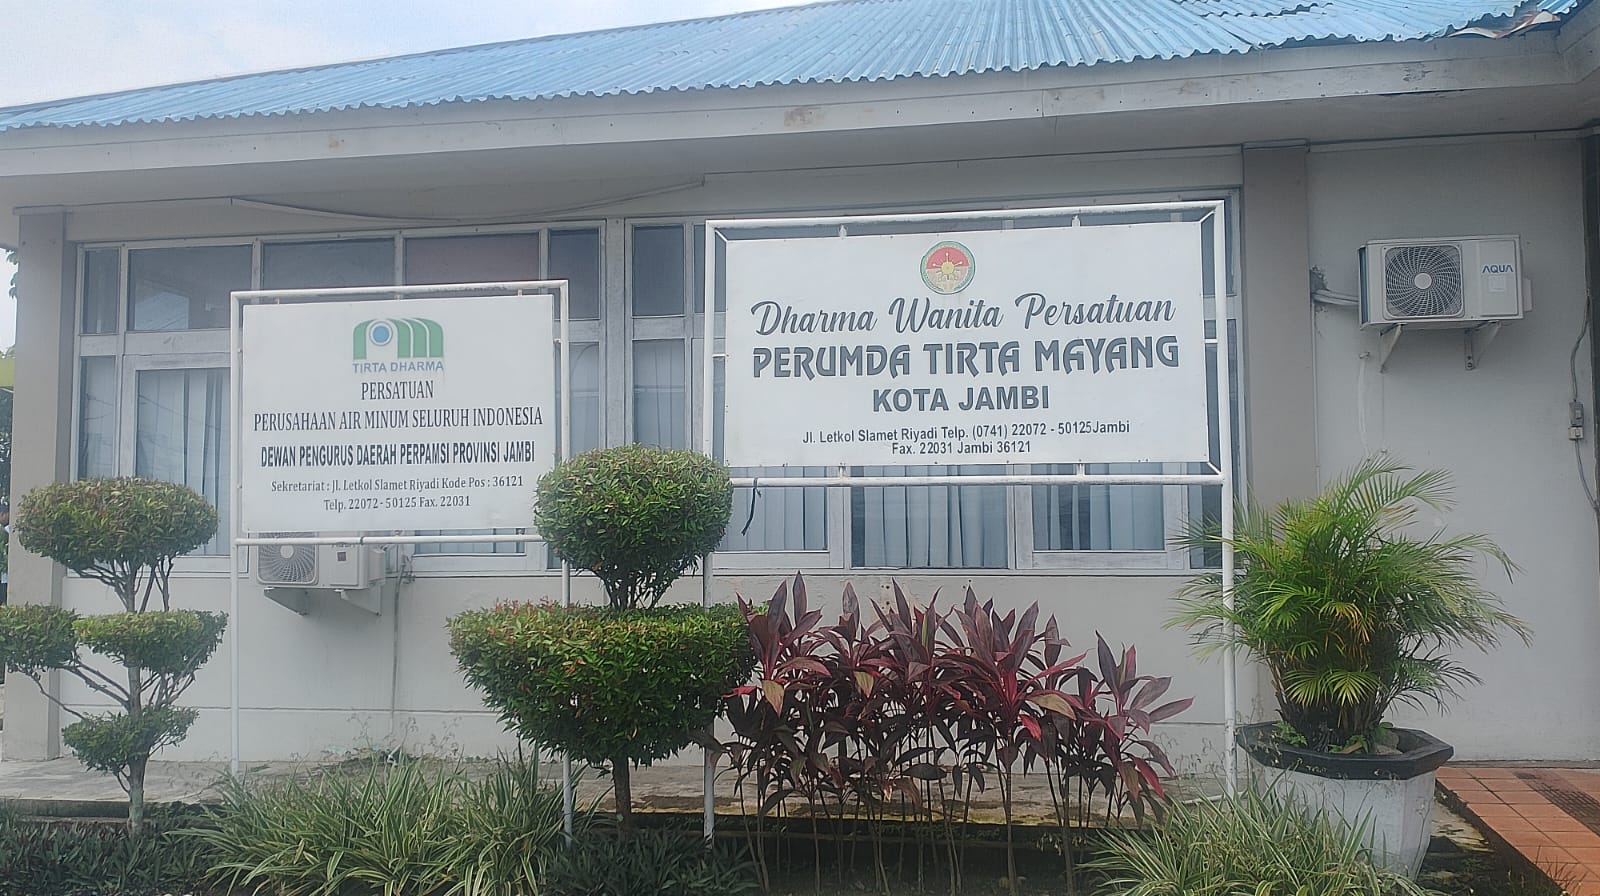 TIRTA DHARMA
PERSATUAN
PERUSAHAAN AIR MINUM SELURUH INDONESIA
DEWAN PENGURUS DAERAH PERPAMSI PROVINSI JAMBI
Sekretariat : Jl. Letkol Slamet Riyadi Kode Pos : 36121
Telp. 22072 - 50125 Fax. 22031
Dharma Wanita Persatuan
PERUMDA TIRTA MAYANG
KOTA JAMBI
Jl. Letkol Slamet Riyadi Telp. (0741) 22072 - 50125Jambi
Fax. 22031 Jambi 36121
AQUA